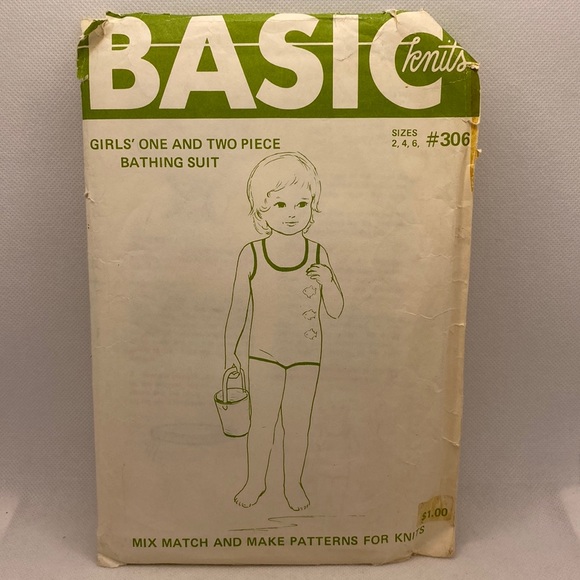 BASIC
knits
GIRLS' ONE AND TWO PIECE
BATHING SUIT
SIZES
2, 4, 6,
#306
$1.00
MIX MATCH AND MAKE PATTERNS FOR KNITS